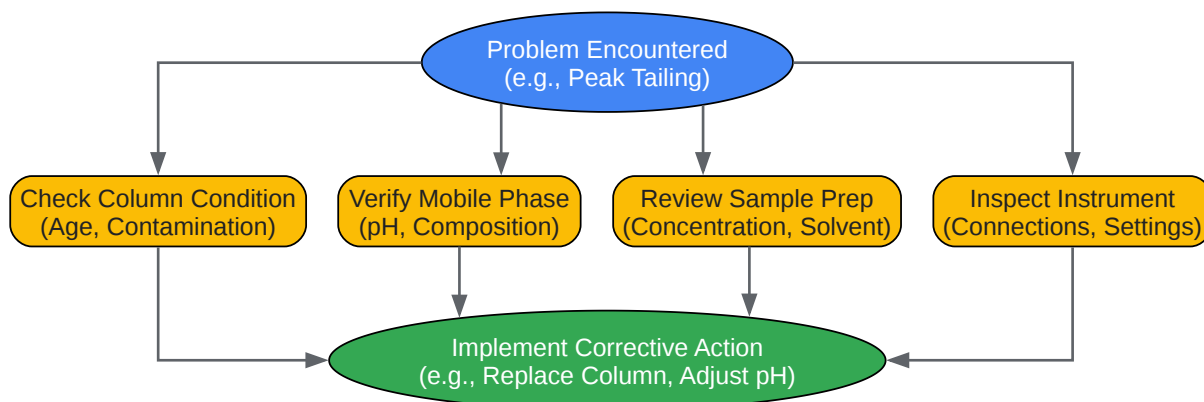 Problem Encountered
(e.g., Peak Tailing)
Check Column Condition
(Age, Contamination)
Verify Mobile Phase
(pH, Composition)
Review Sample Prep
(Concentration, Solvent)
Inspect Instrument
(Connections, Settings)
Implement Corrective Action
(e.g., Replace Column, Adjust pH)